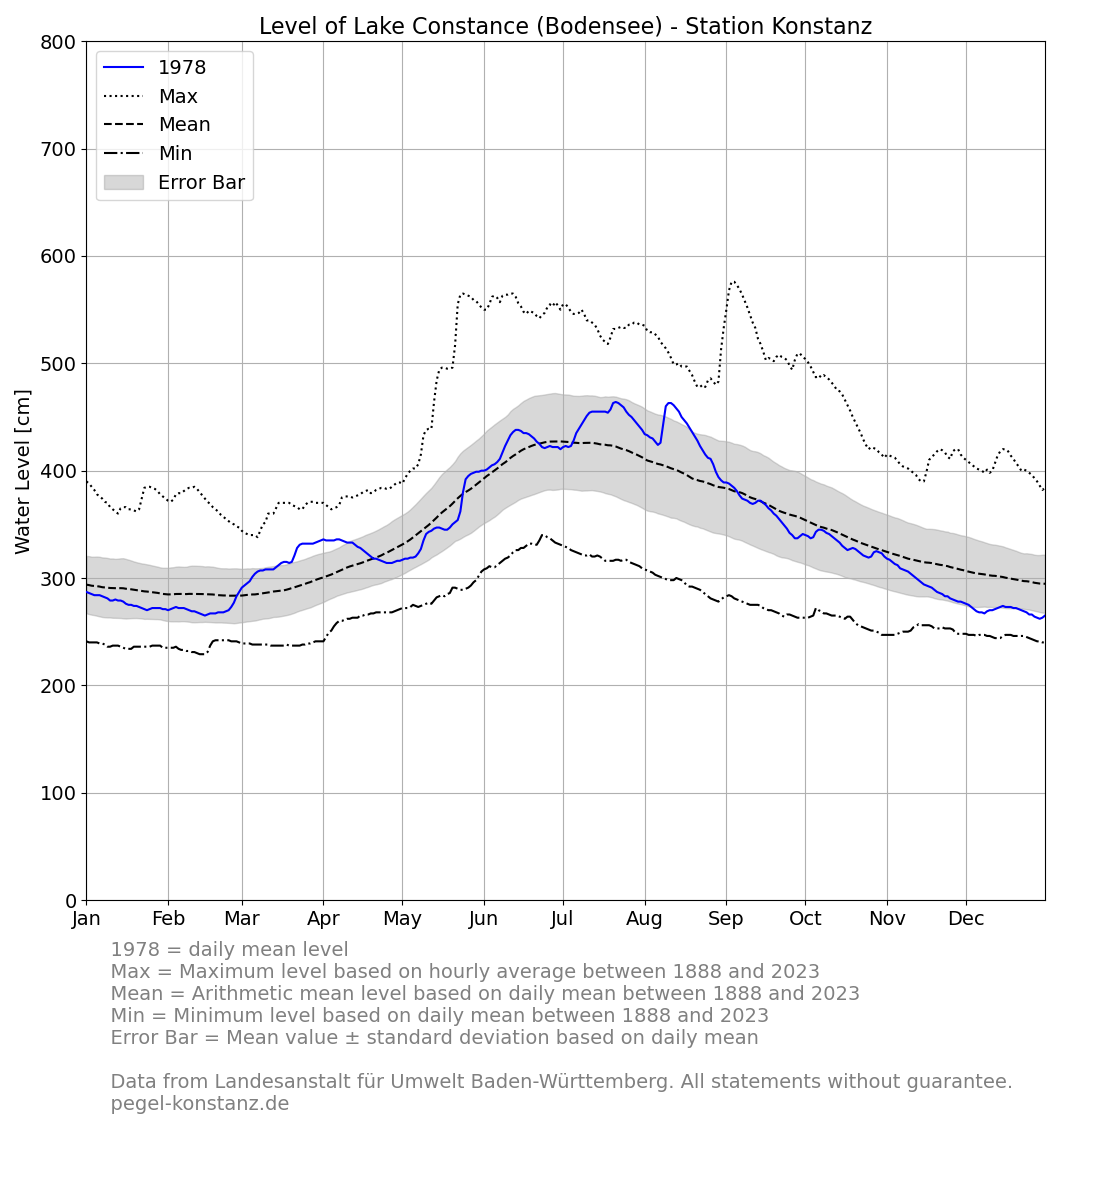 Level of Lake Constance (Bodensee) - Station Konstanz
800
700
600
500
400
300
200
100
0
Water Level [cm]
1978
Max
Mean
Min
Error Bar
Jan Feb Mar Apr May Jun Jul Aug Sep Oct Nov Dec
1978 = daily mean level
Max = Maximum level based on hourly average between 1888 and 2023
Mean = Arithmetic mean level based on daily mean between 1888 and 2023
Min = Minimum level based on daily mean between 1888 and 2023
Error Bar = Mean value ± standard deviation based on daily mean
Data from Landesanstalt für Umwelt Baden-Württemberg. All statements without guarantee.
pegel-konstanz.de